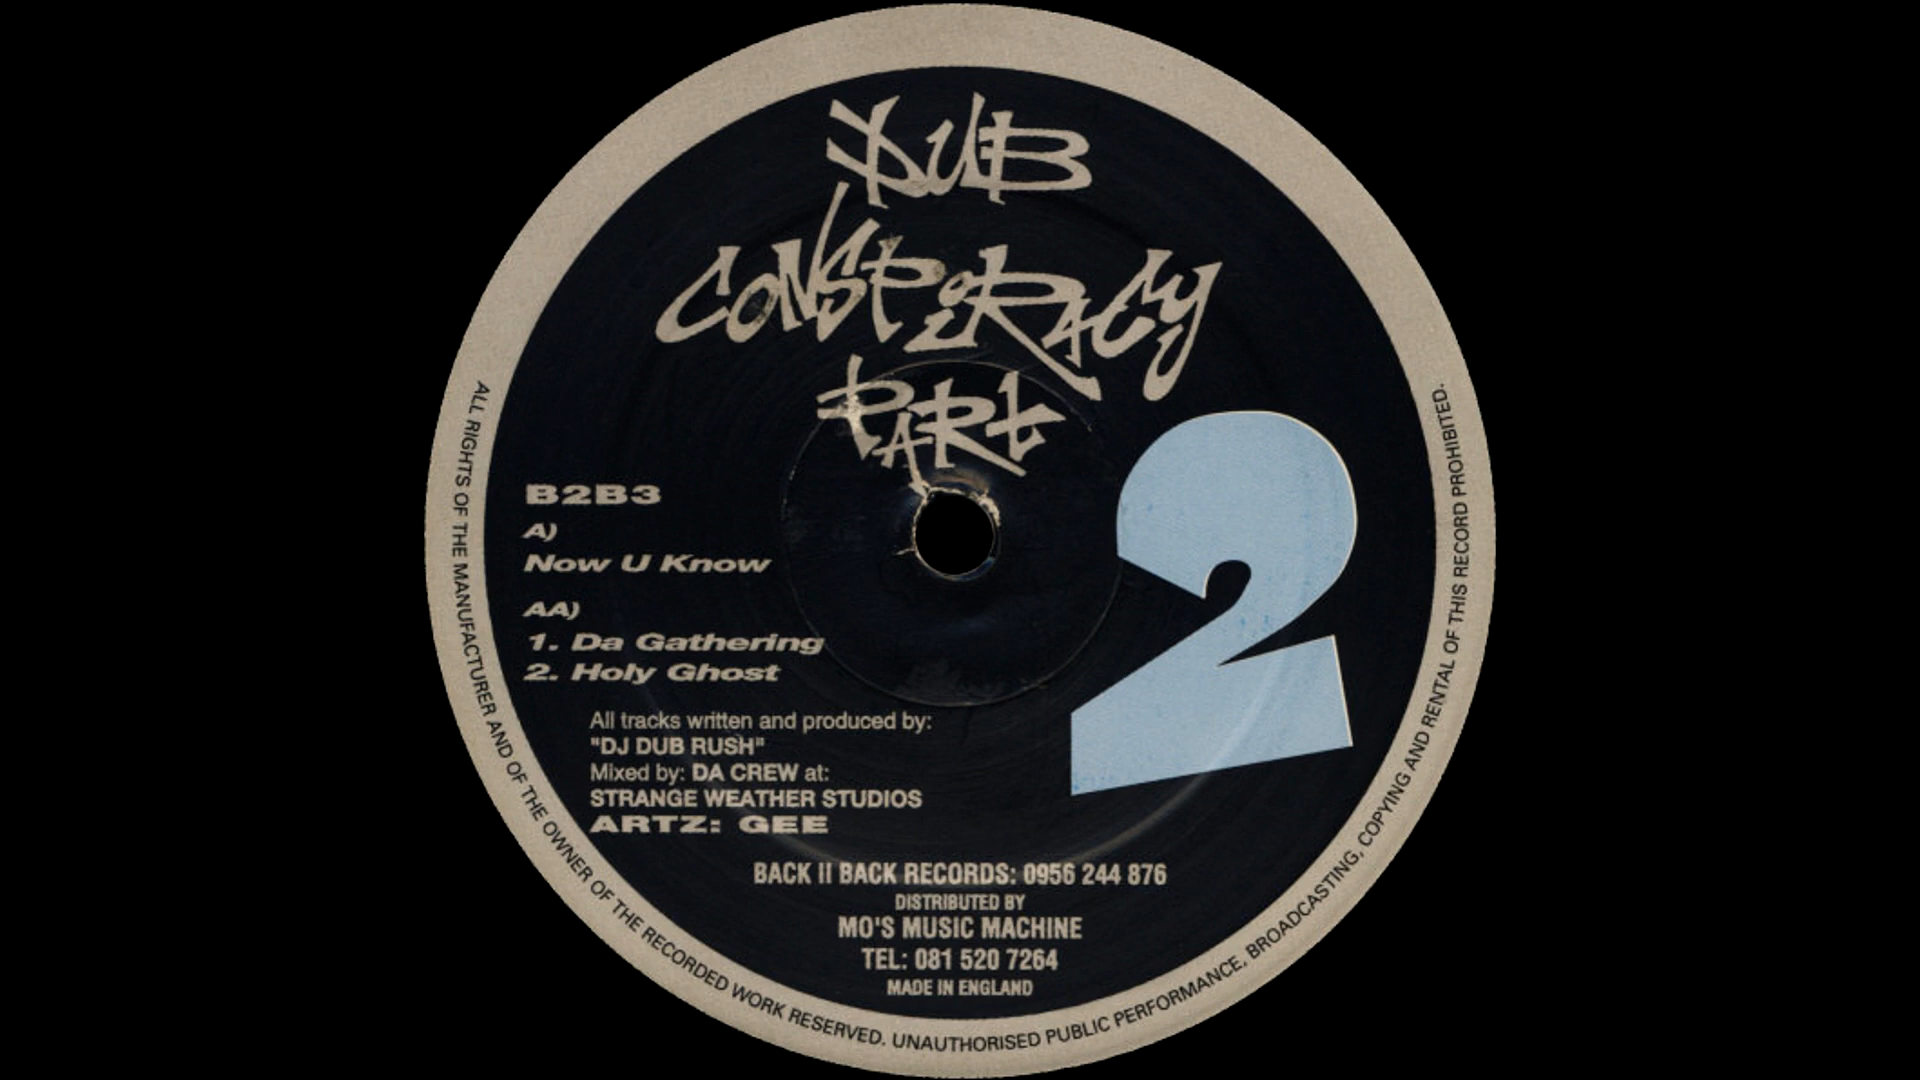 DUB
CONSPIRACY
PART
2
B2B3
A)
Now U Know
AA)
1. Da Gathering
2. Holy Ghost
All tracks written and produced by:
"DJ DUB RUSH"
Mixed by: DA CREW at:
STRANGE WEATHER STUDIOS
ARTZ: GEE
BACK II BACK RECORDS: 0956 244 876
DISTRIBUTED BY
MO'S MUSIC MACHINE
TEL: 081 520 7264
MADE IN ENGLAND
ALL RIGHTS OF THE MANUFACTURER AND OF THE OWNER OF THE RECORDED WORK RESERVED. UNAUTHORISED PUBLIC PERFORMANCE, BROADCASTING, COPYING AND RENTAL OF THIS RECORD PROHIBITED.